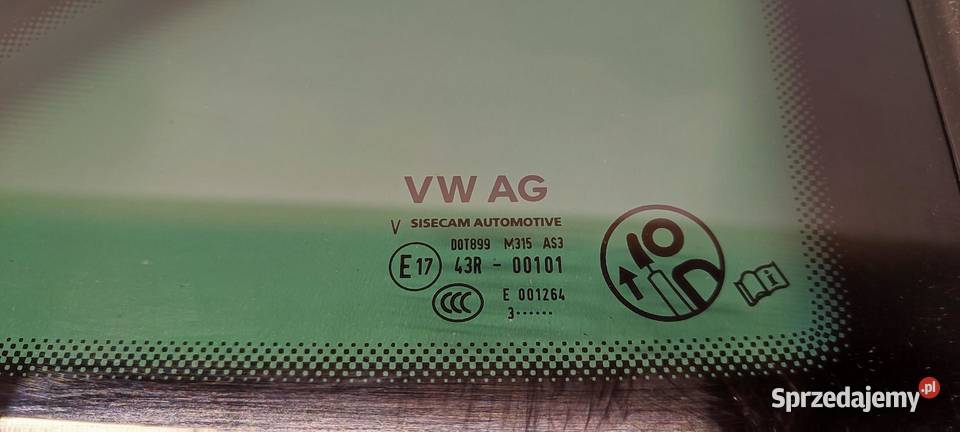 VW AG
V SISECAM AUTOMOTIVE
DOT899 M315 AS3
E17 43R - 00101
CCC E 001264
3······
i
Sprzedajemy.pl